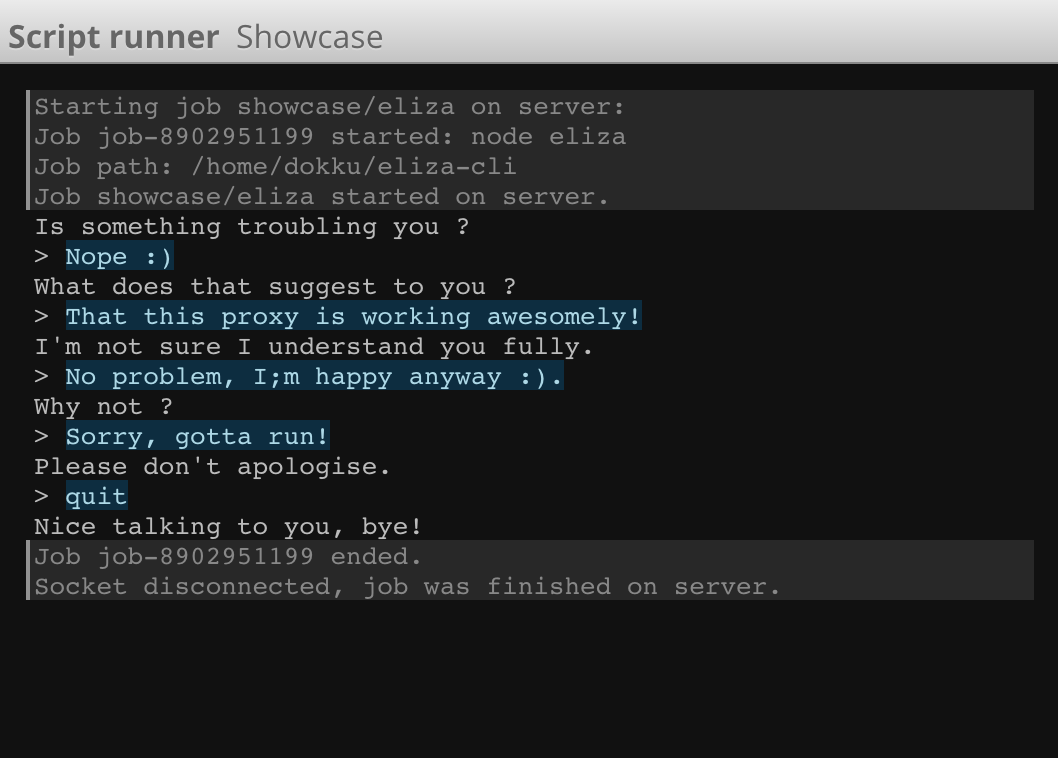 Script runner Showcase
Starting job showcase/eliza on server:
Job job-8902951199 started: node eliza
Job path: /home/dokku/eliza-cli
Job showcase/eliza started on server.
Is something troubling you ?
> Nope :)
What does that suggest to you ?
> That this proxy is working awesomely!
I'm not sure I understand you fully.
> No problem, I;m happy anyway :).
Why not ?
> Sorry, gotta run!
Please don't apologise.
> quit
Nice talking to you, bye!
Job job-8902951199 ended.
Socket disconnected, job was finished on server.